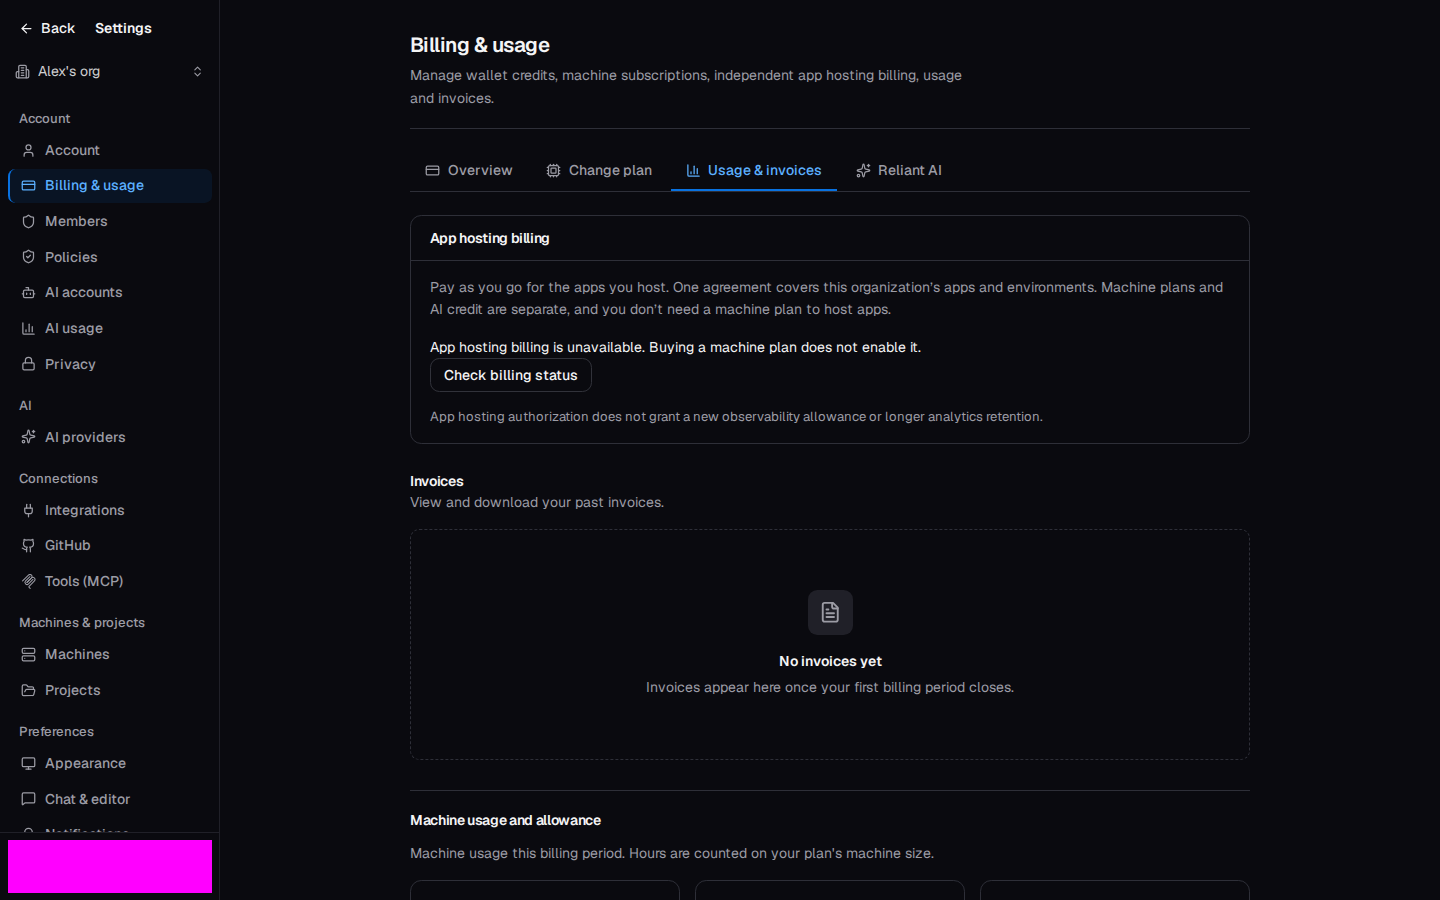 Back Settings
Alex's org
Account
Account
Billing & usage
Members
Policies
AI accounts
AI usage
Privacy
AI
AI providers
Connections
Integrations
GitHub
Tools (MCP)
Machines & projects
Machines
Projects
Preferences
Appearance
Chat & editor
Billing & usage
Manage wallet credits, machine subscriptions, independent app hosting billing, usage
and invoices.
Overview Change plan Usage & invoices Reliant AI
App hosting billing
Pay as you go for the apps you host. One agreement covers this organization's apps and environments. Machine plans and
AI credit are separate, and you don't need a machine plan to host apps.
App hosting billing is unavailable. Buying a machine plan does not enable it.
Check billing status
App hosting authorization does not grant a new observability allowance or longer analytics retention.
Invoices
View and download your past invoices.
No invoices yet
Invoices appear here once your first billing period closes.
Machine usage and allowance
Machine usage this billing period. Hours are counted on your plan's machine size.